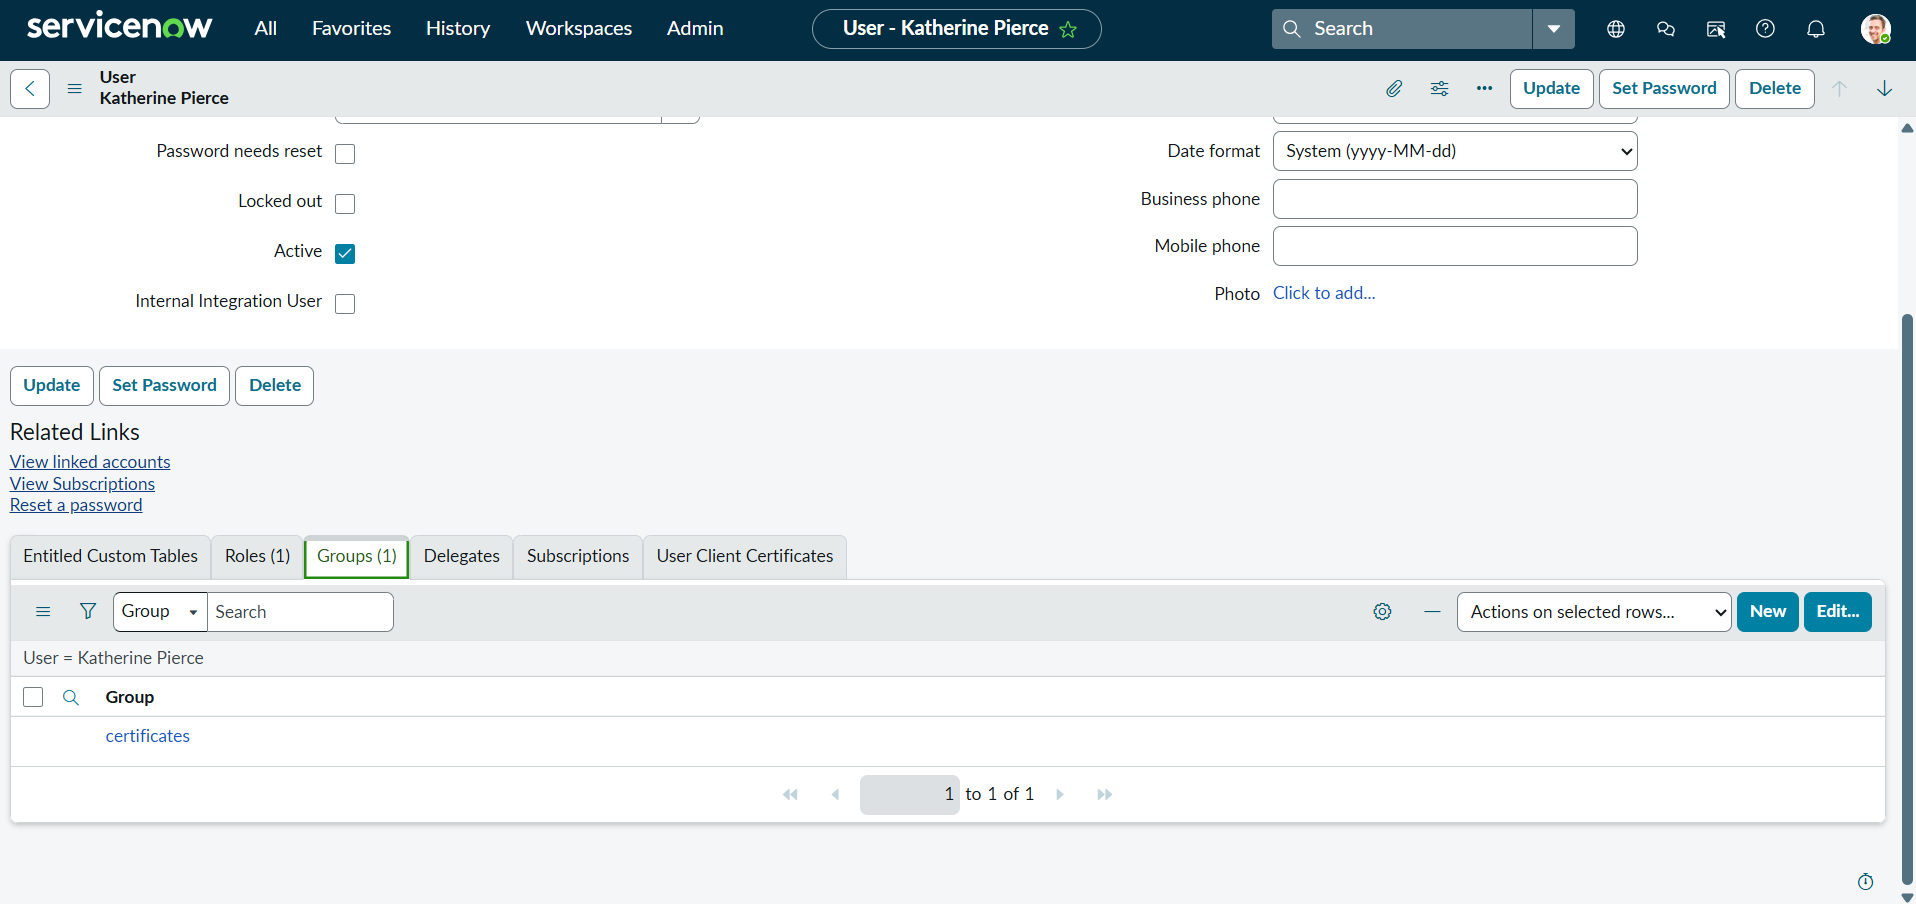 servicenow All Favorites History Workspaces Admin User - Katherine Pierce Search
User
Katherine Pierce
Update Set Password Delete
Password needs reset
Date format System (yyyy-MM-dd)
Locked out
Business phone
Active
Mobile phone
Internal Integration User
Photo Click to add...
Update Set Password Delete
Related Links
View linked accounts
View Subscriptions
Reset a password
Entitled Custom Tables Roles (1) Groups (1) Delegates Subscriptions User Client Certificates
Group Search Actions on selected rows... New Edit...
User = Katherine Pierce
Group
certificates
1 to 1 of 1